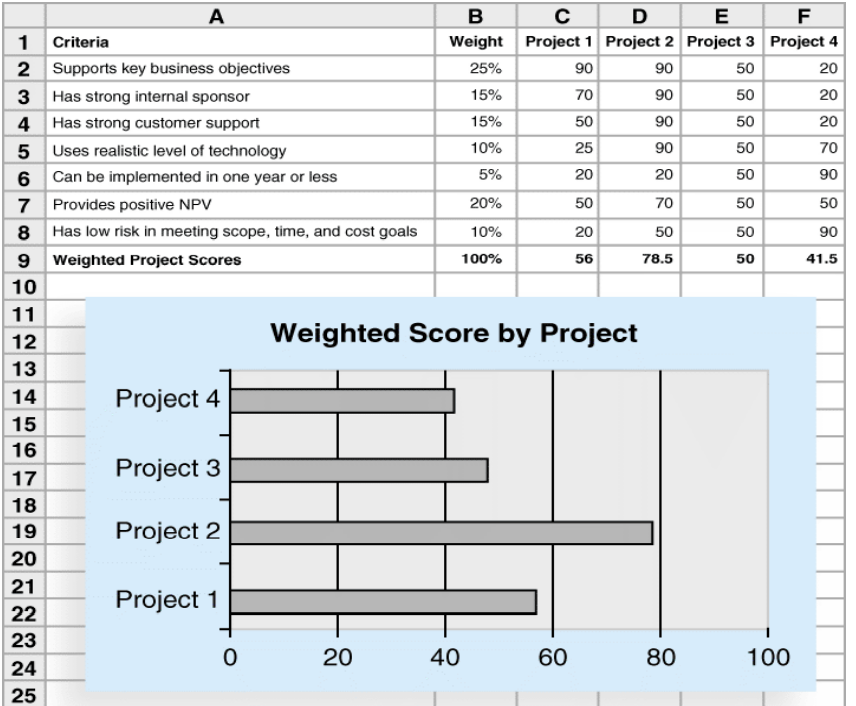 A B C D E F
1 Criteria Weight Project 1 Project 2 Project 3 Project 4
2 Supports key business objectives 25% 90 90 50 20
3 Has strong internal sponsor 15% 70 90 50 20
4 Has strong customer support 15% 50 90 50 20
5 Uses realistic level of technology 10% 25 90 50 70
6 Can be implemented in one year or less 5% 20 20 50 90
7 Provides positive NPV 20% 50 70 50 50
8 Has low risk in meeting scope, time, and cost goals 10% 20 50 50 90
9 Weighted Project Scores 100% 56 78.5 50 41.5
10
11
12 Weighted Score by Project
13
14 Project 4
15
16
17 Project 3
18
19 Project 2
20
21
22 Project 1
23
24 0 20 40 60 80 100
25